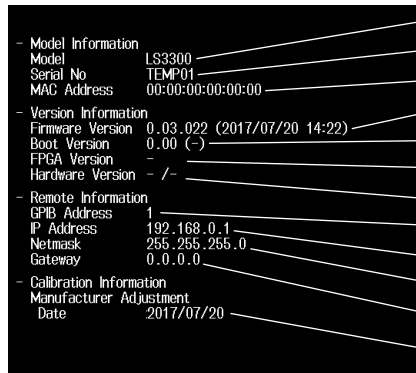 - Model Information
Model LS3300
Serial No TEMP01
MAC Address 00:00:00:00:00:00
- Version Information
Firmware Version 0.03.022 (2017/07/20 14:22)
Boot Version 0.00 (-)
FPGA Version -
Hardware Version - /-
- Remote Information
GPIB Address 1
IP Address 192.168.0.1
Netmask 255.255.255.0
Gateway 0.0.0.0
- Calibration Information
Manufacturer Adjustment
Date :2017/07/20